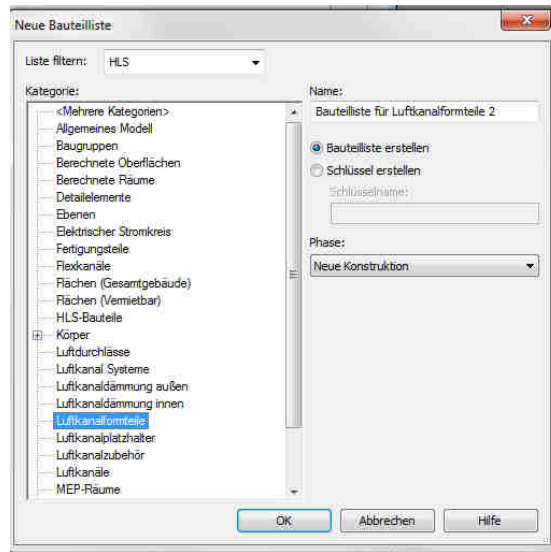 Neue Bauteilliste
Liste filtern: HLS
Kategorie:
<Mehrere Kategorien>
Allgemeines Modell
Baugruppen
Berechnete Oberflächen
Berechnete Räume
Detailelemente
Ebenen
Elektrischer Stromkreis
Fertigungsteile
Flexkanäle
Flächen (Gesamtgebäude)
Flächen (Vermietbar)
HLS-Bauteile
Körper
Luftdurchlässe
Luftkanal Systeme
Luftkanaldämmung außen
Luftkanaldämmung innen
Luftkanalformteile
Luftkanalplatzhalter
Luftkanalzubehör
Luftkanäle
MEP-Räume
Name:
Bauteilliste für Luftkanalformteile 2
Bauteilliste erstellen
Schlüssel erstellen
Schlüsselname:
Phase:
Neue Konstruktion
OK
Abbrechen
Hilfe